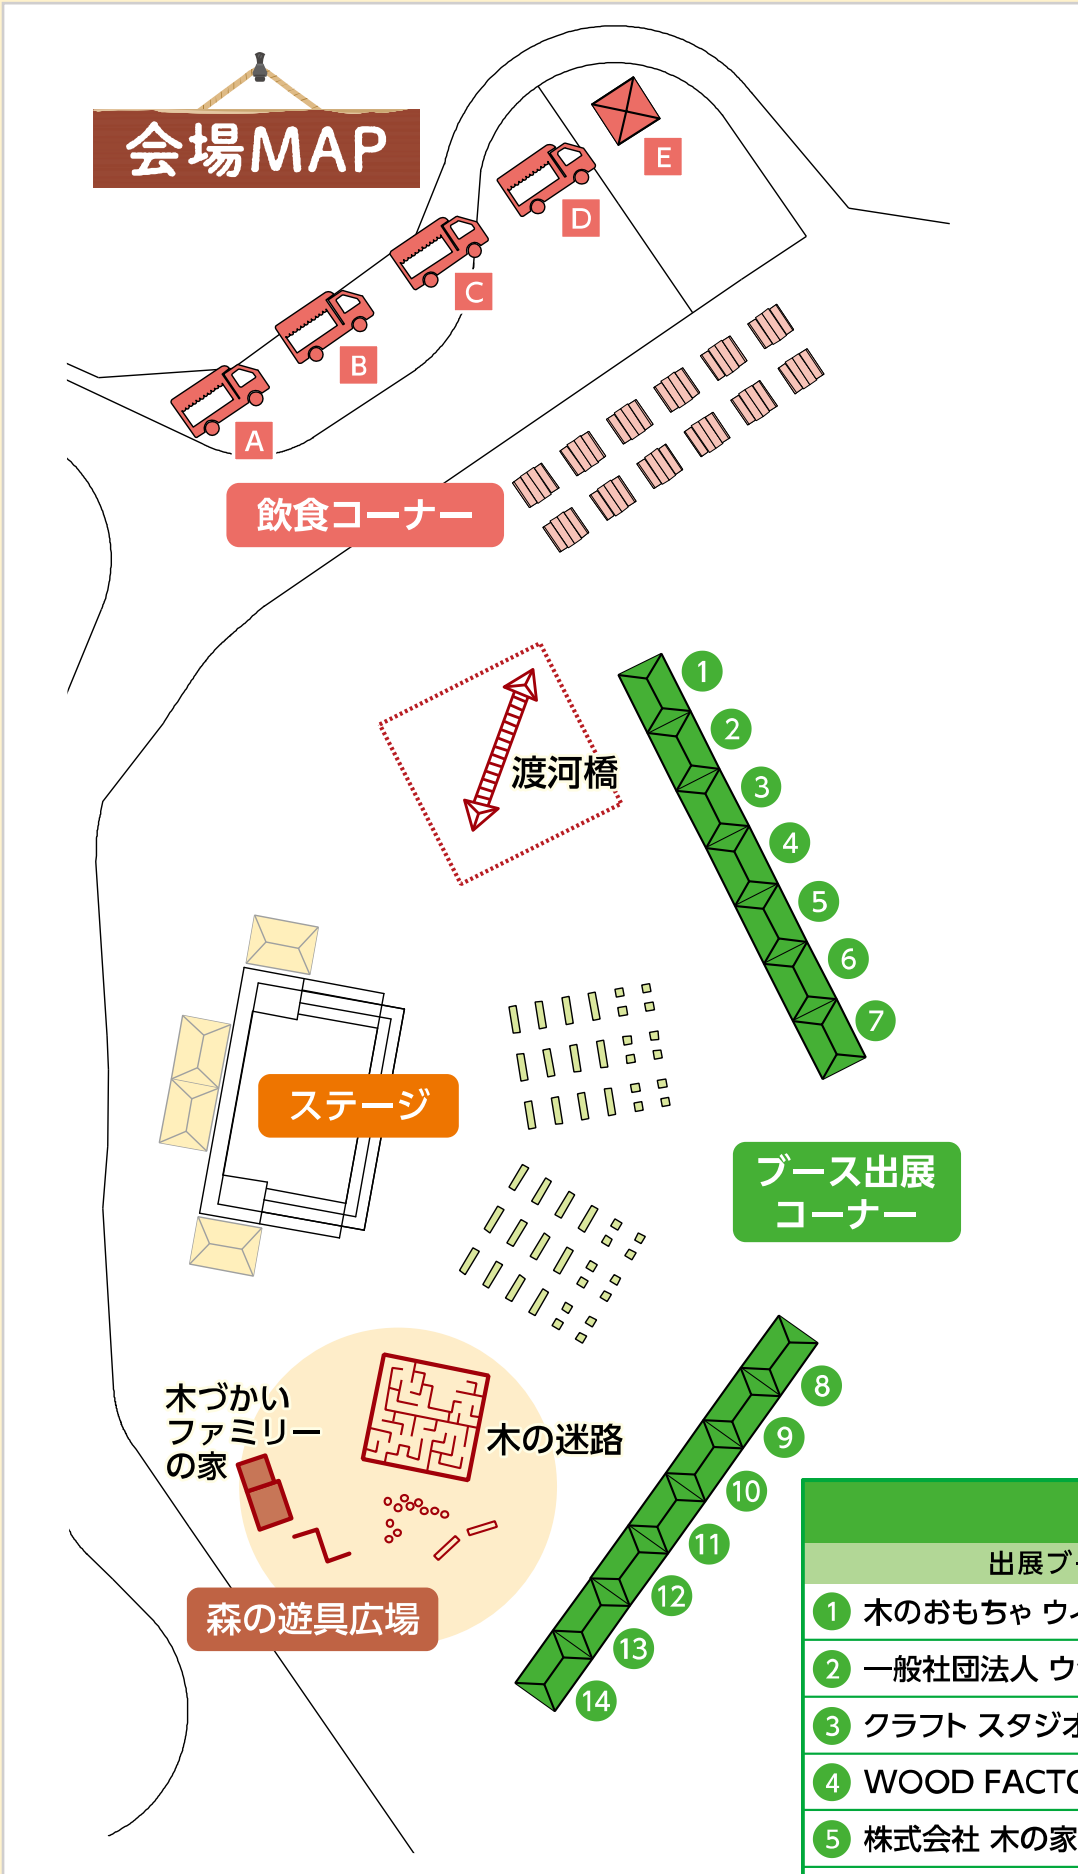 会場MAP
E
D
C
B
A
飲食コーナー
1
渡河橋
2
3
4
5
6
7
ステージ
ブース出展
コーナー
木づかい
ファミリー
の家
木の迷路
8
9
10
11
12
13
14
森の遊具広場
出展ブ
1 木のおもちゃ ウ
2 一般社団法人 ウ
3 クラフト スタジオ
4 WOOD FACTO
5 株式会社 木の家